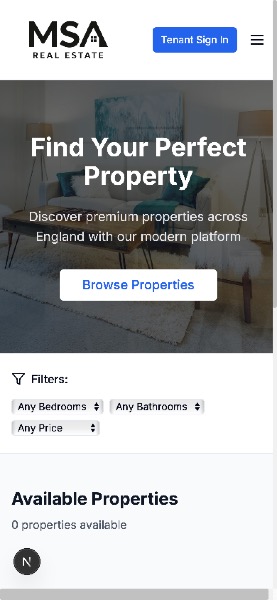 MSA
REAL ESTATE
Tenant Sign In
Find Your Perfect
Property
Discover premium properties across
England with our modern platform
Browse Properties
Filters:
Any Bedrooms
Any Bathrooms
Any Price
Available Properties
0 properties available
N